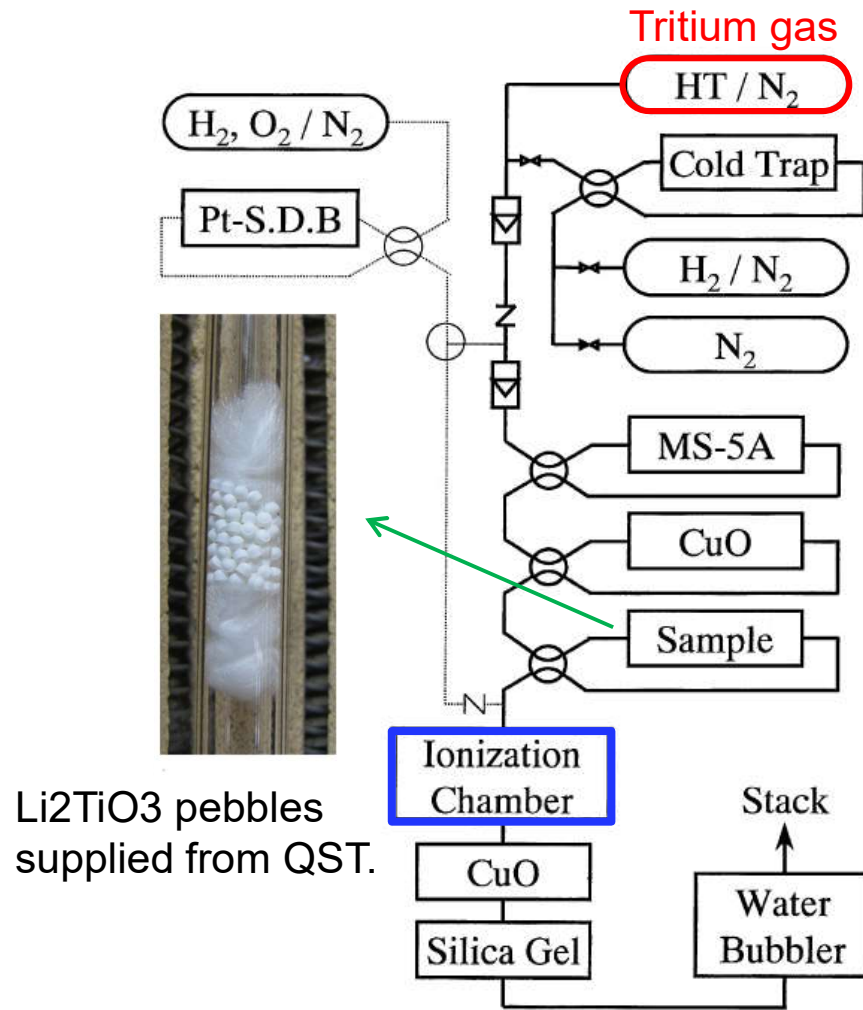 Tritium gas
HT / N₂
H₂, O₂ / N₂
Cold Trap
Pt-S.D.B
H₂ / N₂
N₂
MS-5A
CuO
Sample
Ionization
Chamber
Li2TiO3 pebbles
supplied from QST.
Stack
CuO
Water
Bubbler
Silica Gel